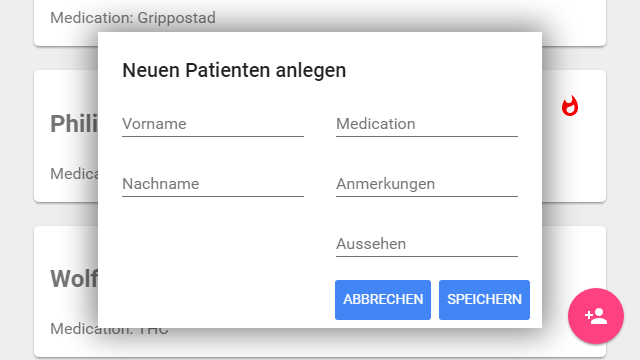 Medication: Grippostad
Neuen Patienten anlegen
Phili
Vorname
Medication
Medica
Nachname
Anmerkungen
Aussehen
Wolf
ABBRECHEN
SPEICHERN
Medication: THC